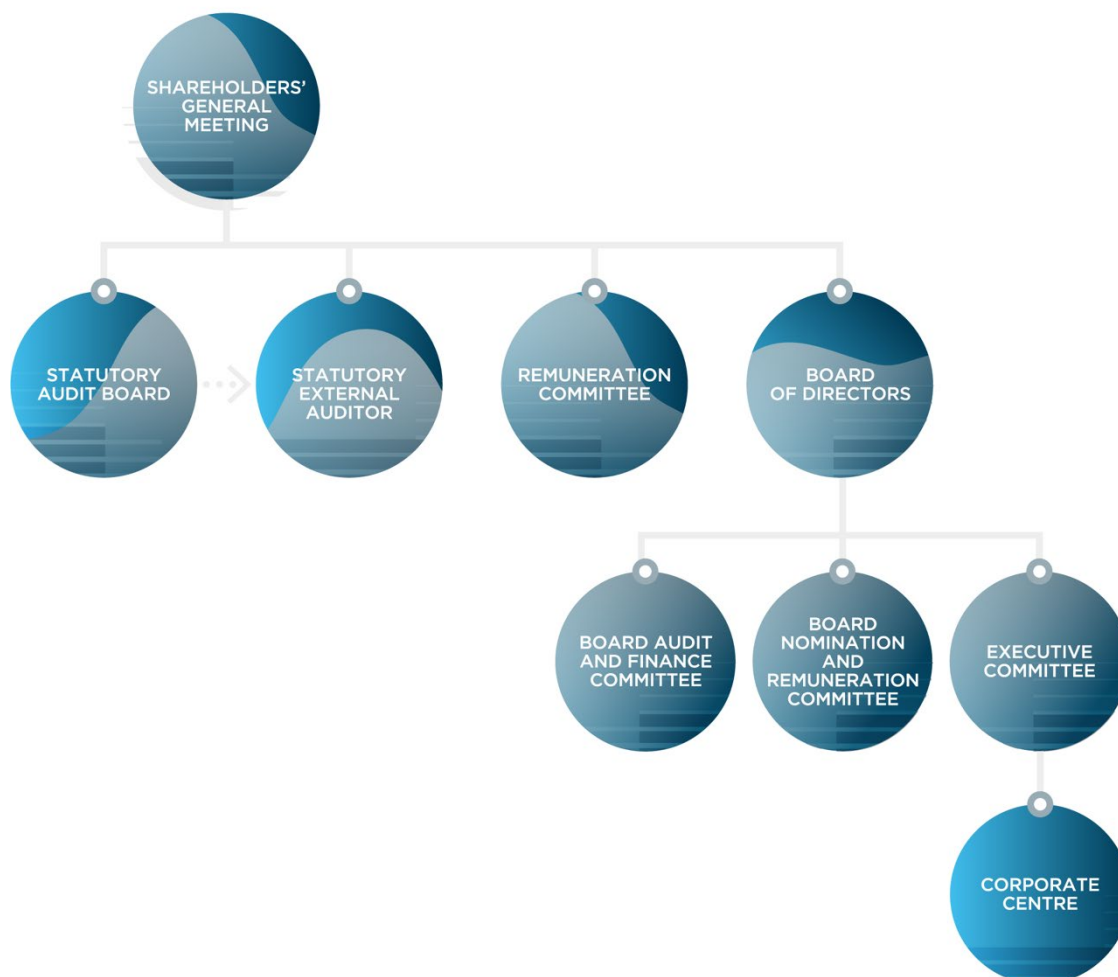 SHAREHOLDERS'
GENERAL
MEETING
STATUTORY
AUDIT BOARD
STATUTORY
EXTERNAL
AUDITOR
REMUNERATION
COMMITTEE
BOARD
OF DIRECTORS
BOARD AUDIT
AND FINANCE
COMMITTEE
BOARD
NOMINATION
AND
REMUNERATION
COMMITTEE
EXECUTIVE
COMMITTEE
CORPORATE
CENTRE